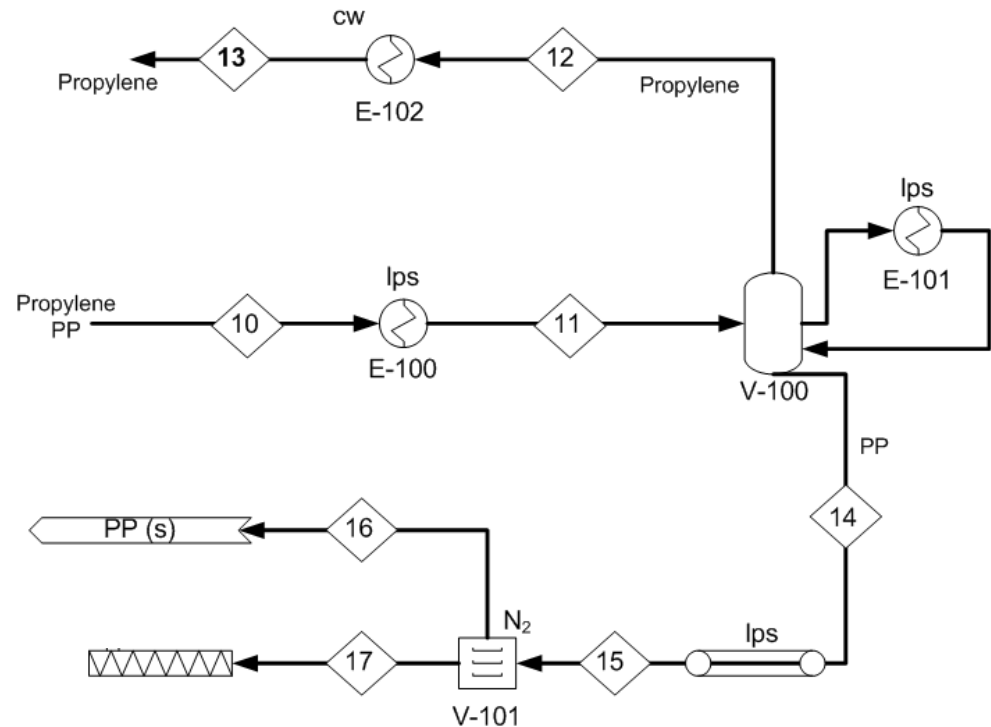 cw
13
12
Propylene
Propylene
E-102
lps
E-101
lps
Propylene
PP
10
11
E-100
V-100
PP
14
PP (s)
16
N₂
lps
17
15
V-101